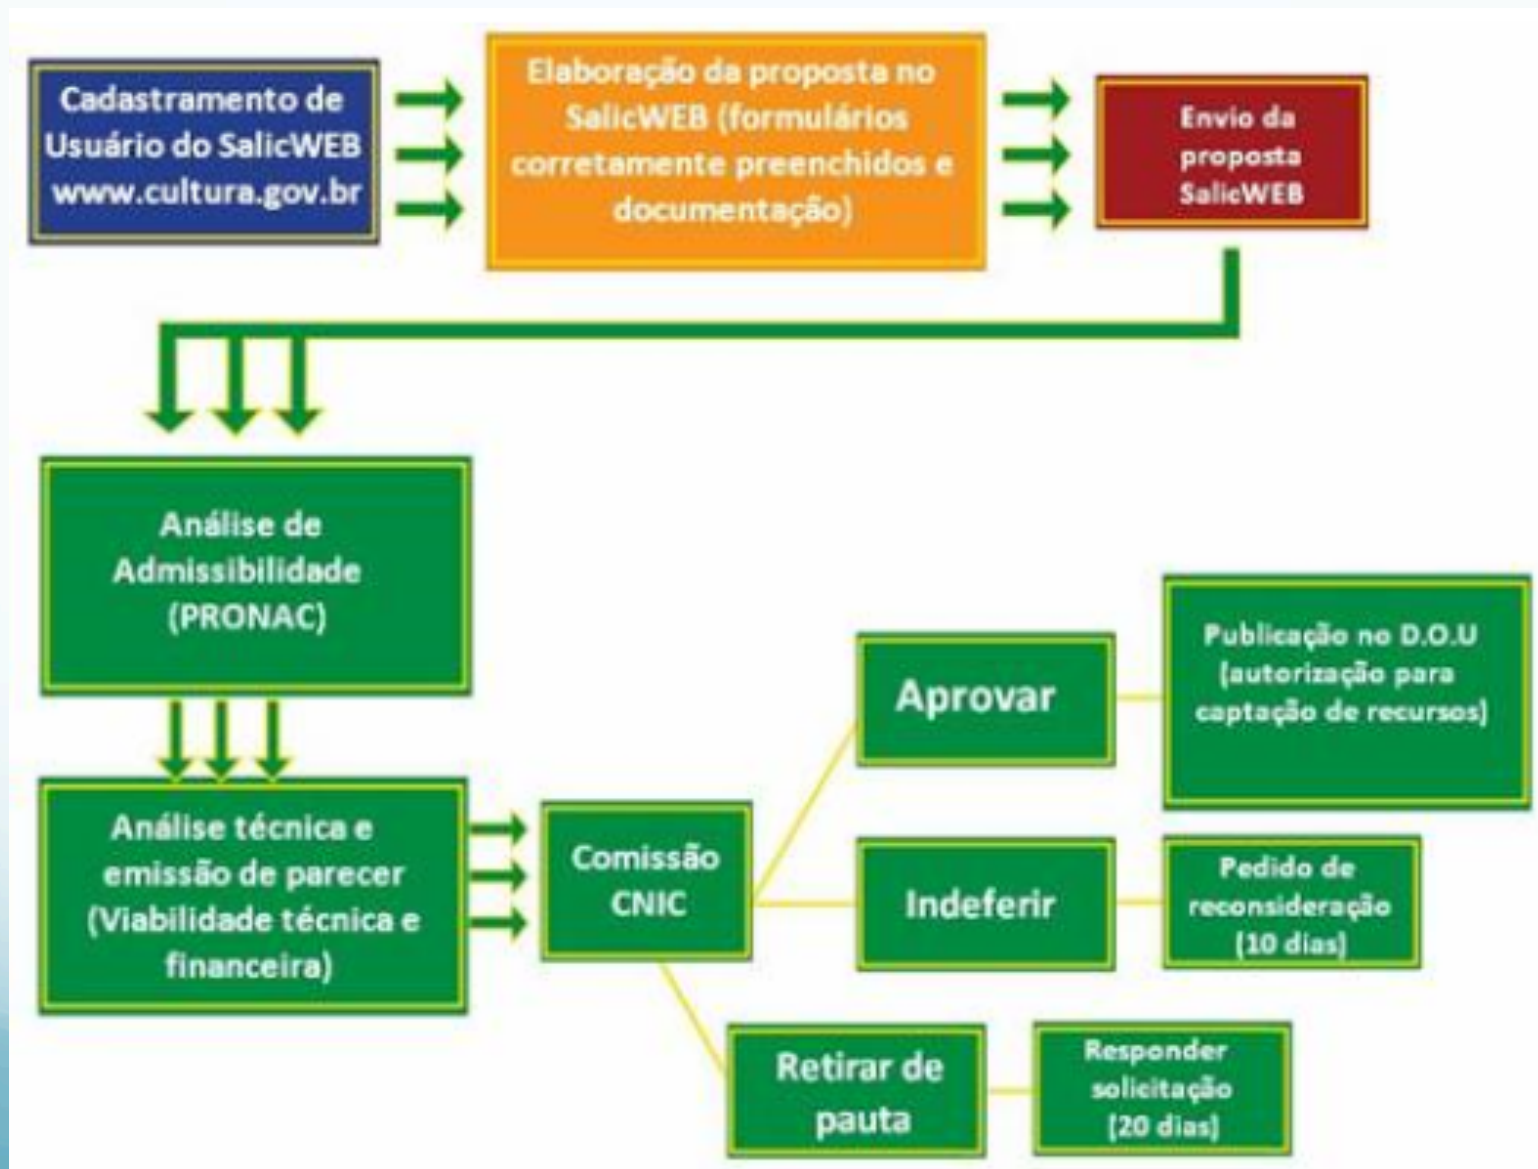 Cadastramento de
Usuário do SalicWEB
www.cultura.gov.br
Elaboração da proposta no
SalicWEB (formulários
corretamente preenchidos e
documentação)
Envio da
proposta
SalicWEB
Análise de
Admissibilidade
(PRONAC)
Análise técnica e
emissão de parecer
(Viabilidade técnica e
financeira)
Comissão
CNIC
Aprovar
Publicação no D.O.U
(autorização para
captação de recursos)
Indeferir
Pedido de
reconsideração
(10 dias)
Retirar de
pauta
Responder
solicitação
(20 dias)